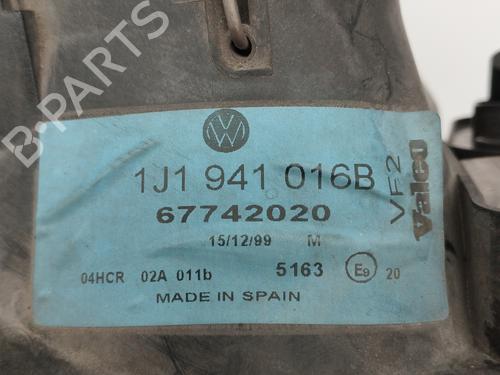 VW
1J1 941 016B
67742020
15/12/99 M
04HCR 02A 011b 5163 E9 20
MADE IN SPAIN
VF2
Valeo
B-PARTS